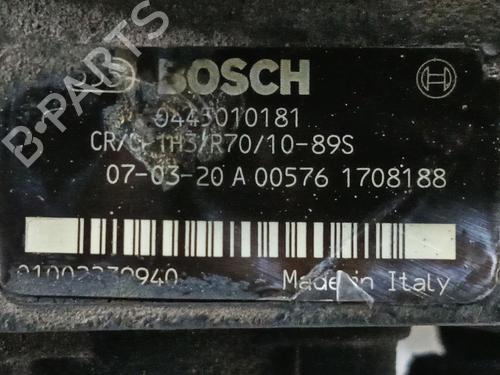 B-PARTS
BOSCH
0445010181
CR/CP1H3/R70/10-89S
07-03-20 A 00576 1708188
Made in Italy